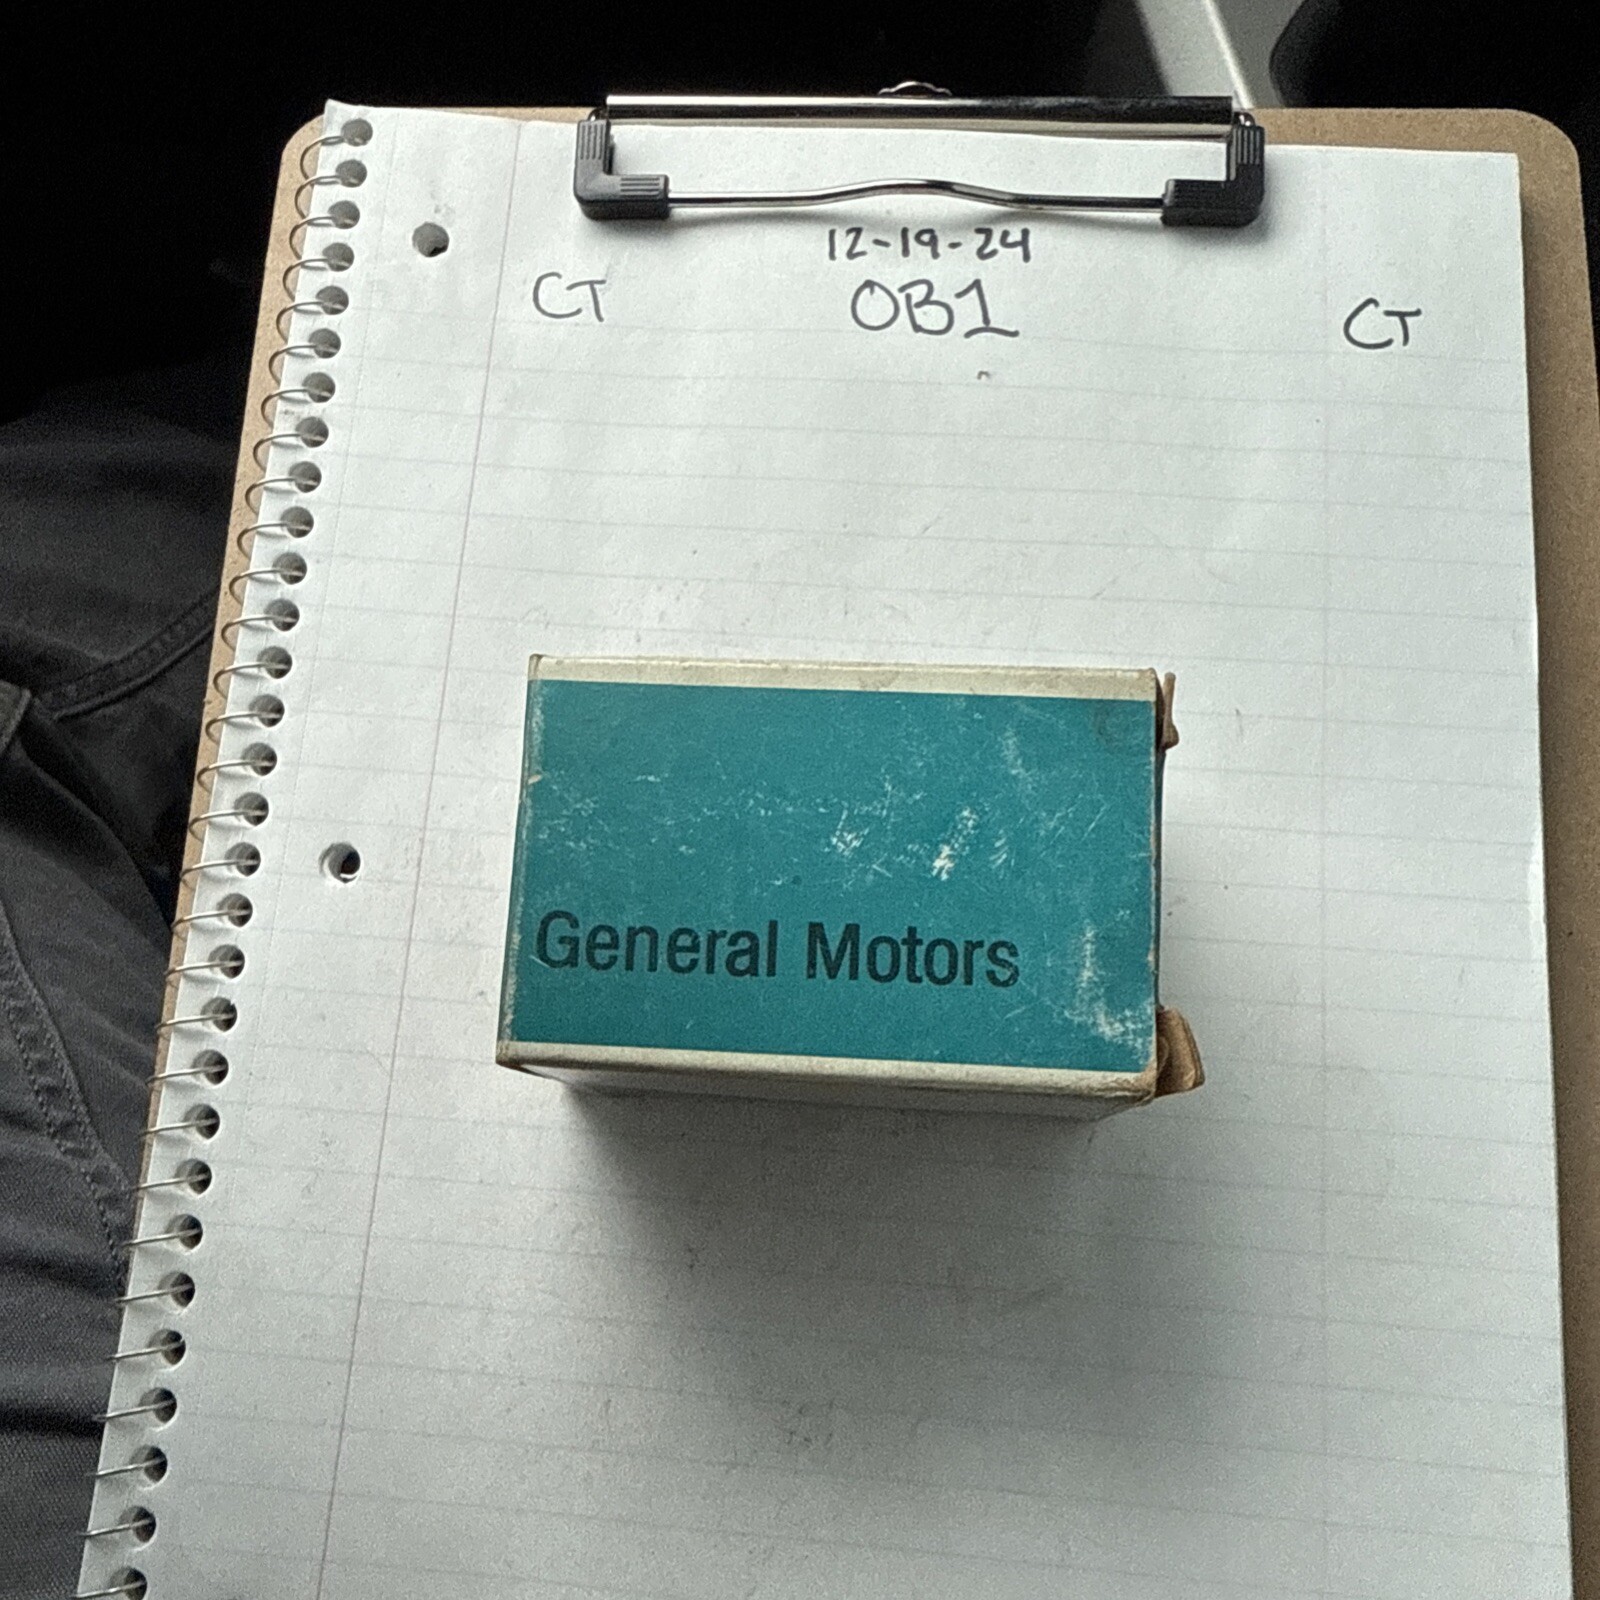 12-19-24
CT OB1 CT
General Motors